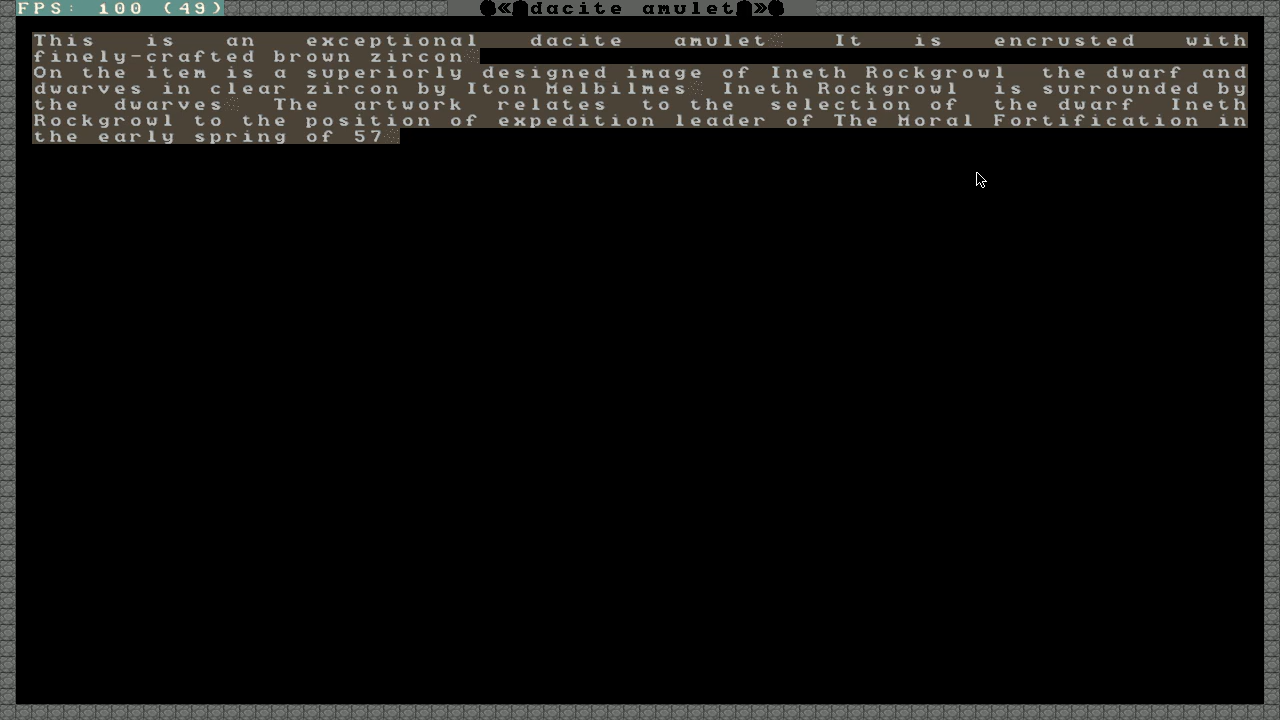 FPS: 100 (49)
«dacite amulet»
This is an exceptional dacite amulet It is encrusted with
finely-crafted brown zircon
On the item is a superiorly designed image of Ineth Rockgrowl the dwarf and
dwarves in clear zircon by Iton Melbilmes Ineth Rockgrowl is surrounded by
the dwarves The artwork relates to the selection of the dwarf Ineth
Rockgrowl to the position of expedition leader of The Moral Fortification in
the early spring of 57